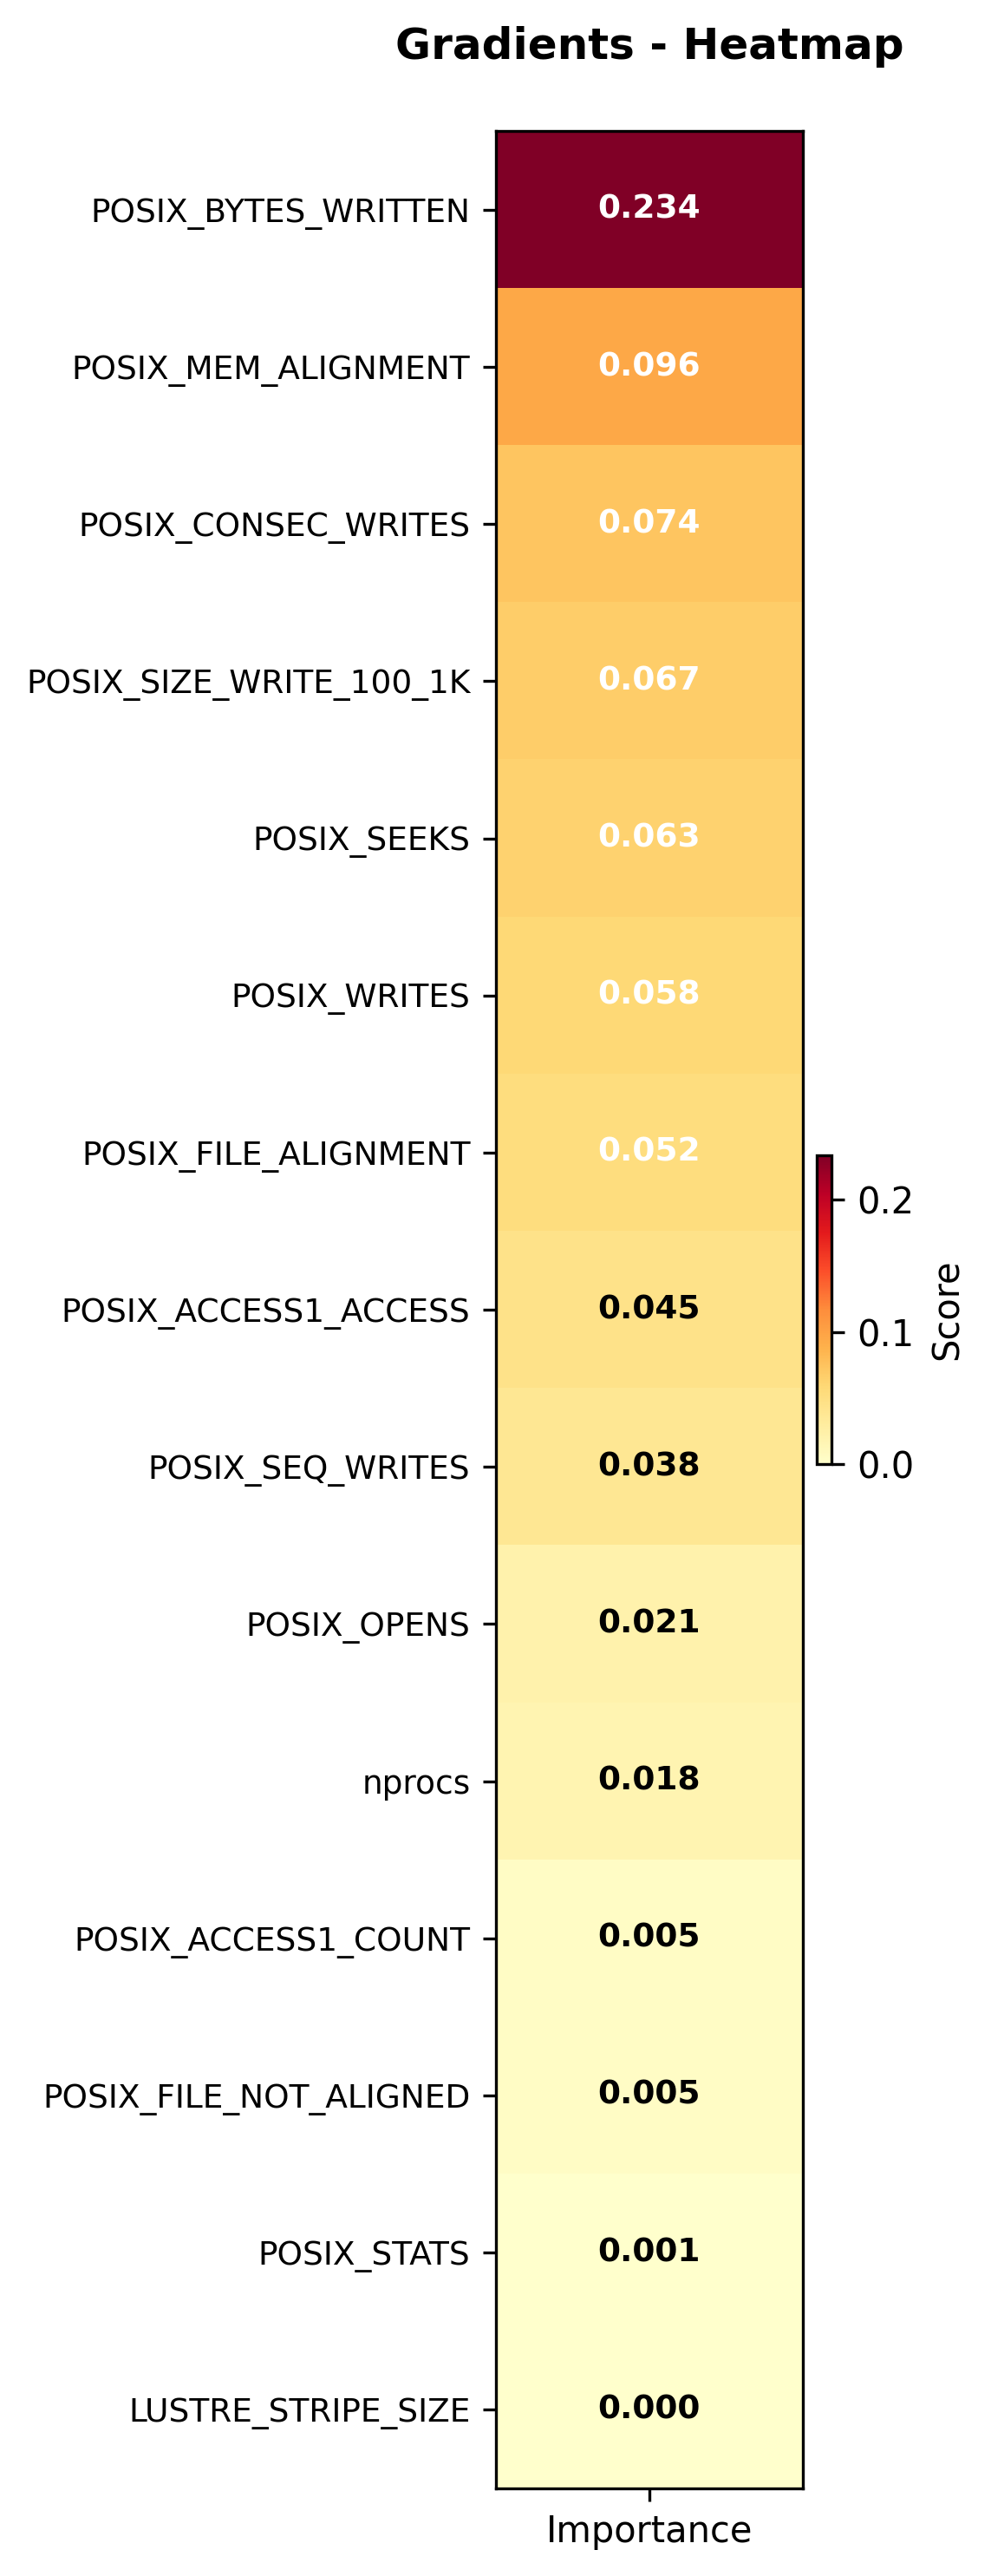 Gradients - Heatmap
POSIX_BYTES_WRITTEN 0.234
POSIX_MEM_ALIGNMENT 0.096
POSIX_CONSEC_WRITES 0.074
POSIX_SIZE_WRITE_100_1K 0.067
POSIX_SEEKS 0.063
POSIX_WRITES 0.058
POSIX_FILE_ALIGNMENT 0.052
POSIX_ACCESS1_ACCESS 0.045
POSIX_SEQ_WRITES 0.038
POSIX_OPENS 0.021
nprocs 0.018
POSIX_ACCESS1_COUNT 0.005
POSIX_FILE_NOT_ALIGNED 0.005
POSIX_STATS 0.001
LUSTRE_STRIPE_SIZE 0.000
Importance
0.2
0.1
0.0
Score